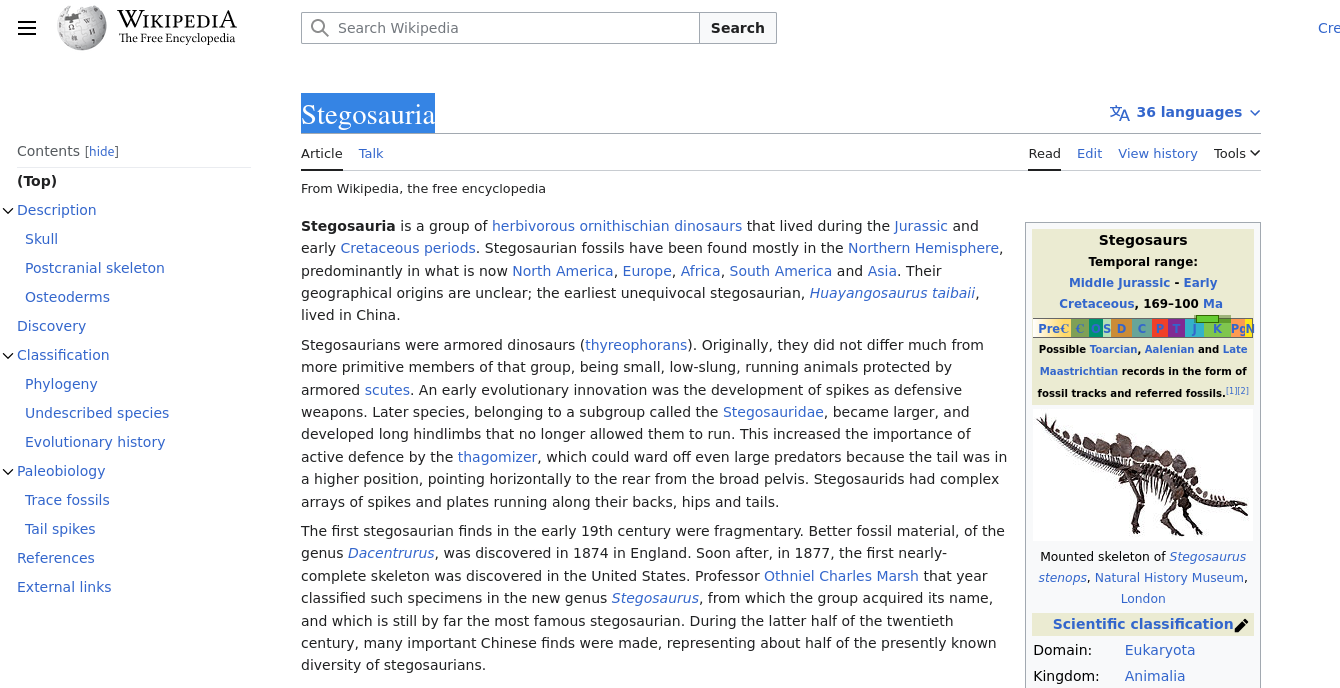 WIKIPEDIA
The Free Encyclopedia
Search Wikipedia
Search
Cre
Stegosauria
36 languages
Article
Talk
Read
Edit
View history
Tools
From Wikipedia, the free encyclopedia
Contents [hide]
(Top)
Description
Skull
Postcranial skeleton
Osteoderms
Discovery
Classification
Phylogeny
Undescribed species
Evolutionary history
Paleobiology
Trace fossils
Tail spikes
References
External links
Stegosauria is a group of herbivorous ornithischian dinosaurs that lived during the Jurassic and
early Cretaceous periods. Stegosaurian fossils have been found mostly in the Northern Hemisphere,
predominantly in what is now North America, Europe, Africa, South America and Asia. Their
geographical origins are unclear; the earliest unequivocal stegosaurian, Huayangosaurus taibaii,
lived in China.
Stegosaurians were armored dinosaurs (thyreophorans). Originally, they did not differ much from
more primitive members of that group, being small, low-slung, running animals protected by
armored scutes. An early evolutionary innovation was the development of spikes as defensive
weapons. Later species, belonging to a subgroup called the Stegosauridae, became larger, and
developed long hindlimbs that no longer allowed them to run. This increased the importance of
active defence by the thagomizer, which could ward off even large predators because the tail was in
a higher position, pointing horizontally to the rear from the broad pelvis. Stegosaurids had complex
arrays of spikes and plates running along their backs, hips and tails.
The first stegosaurian finds in the early 19th century were fragmentary. Better fossil material, of the
genus Dacentrurus, was discovered in 1874 in England. Soon after, in 1877, the first nearly-
complete skeleton was discovered in the United States. Professor Othniel Charles Marsh that year
classified such specimens in the new genus Stegosaurus, from which the group acquired its name,
and which is still by far the most famous stegosaurian. During the latter half of the twentieth
century, many important Chinese finds were made, representing about half of the presently known
diversity of stegosaurians.
Stegosaurs
Temporal range:
Middle Jurassic - Early
Cretaceous, 169–100 Ma
PreꞒ Ꞓ O S D C P T J K Pg N
Possible Toarcian, Aalenian and Late
Maastrichtian records in the form of
fossil tracks and referred fossils.[1][2]
Mounted skeleton of Stegosaurus
stenops, Natural History Museum,
London
Scientific classification
Domain: Eukaryota
Kingdom: Animalia